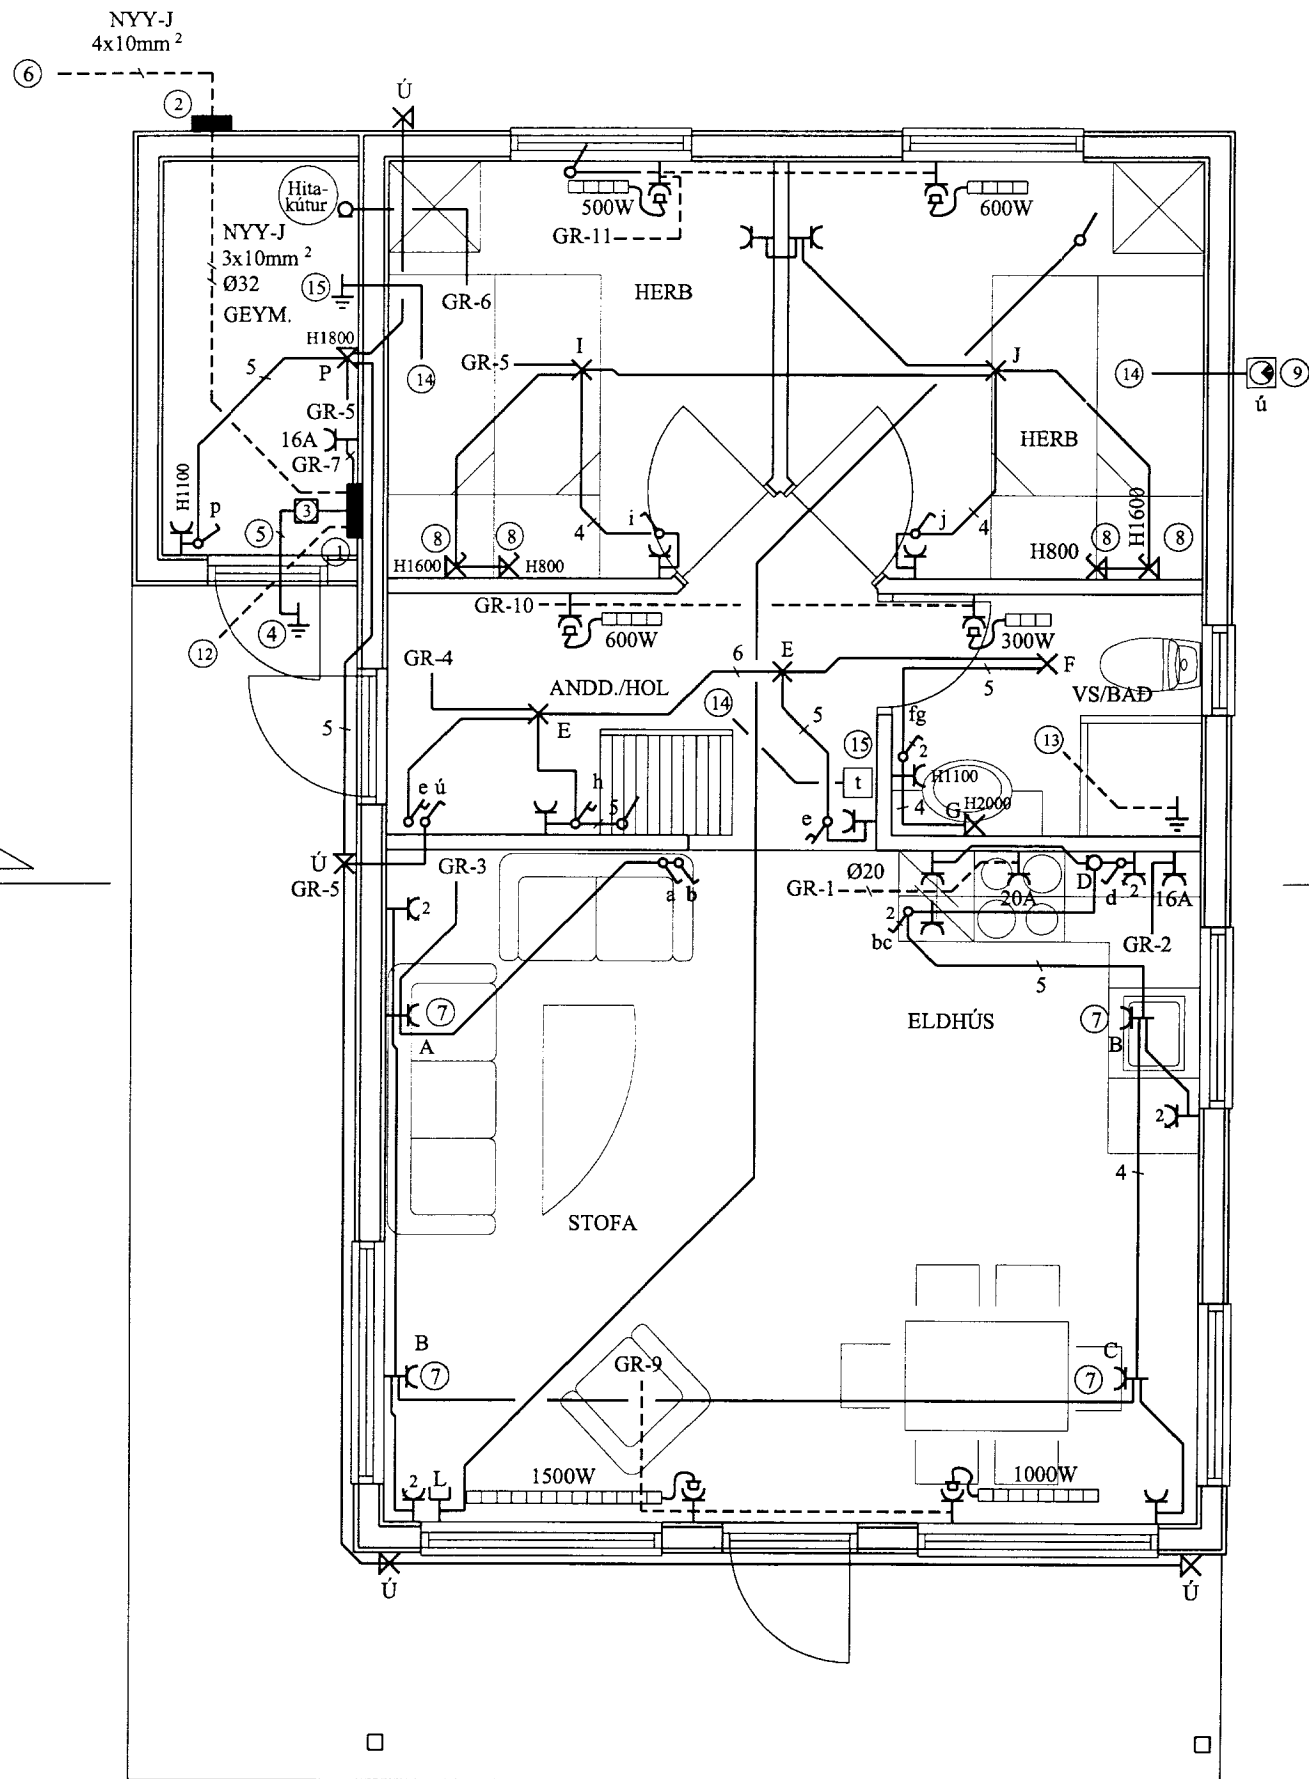 NYY-J
4x10mm²
6
2
Ú
Hita-
kútur
500W
600W
NYY-J
3x10mm²
Ø32
GEYM.
GR-11
15
GR-6
HERB
H1800
P
GR-5
I
J
14
14
9
ú
5
GR-5
16A
GR-7
HERB
H1100
p
3
5
1
i
4
j
4
H1600
8
8
H1600
H800
H800
8
8
GR-10
4
12
600W
300W
GR-4
6
E
F
5
VS/BAÐ
ANDD./HOL
14
5
E
fg
2
15
13
5
t
H1100
e ú
h
5
e
4
G
H2000
Ú
GR-5
GR-3
a
b
Ø20
GR-1
20A
D
d
2
16A
2
2
bc
GR-2
5
7
A
ELDHÚS
7
B
2
4
STOFA
B
7
GR-9
C
7
2
L
1500W
1000W
Ú
Ú